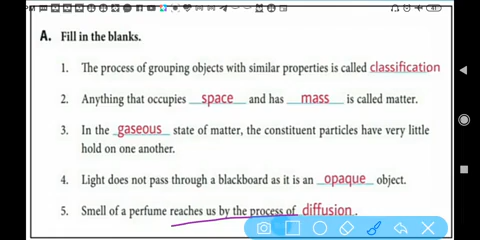 A. Fill in the blanks.
1. The process of grouping objects with similar properties is called classification
2. Anything that occupies space and has mass is called matter.
3. In the gaseous state of matter, the constituent particles have very little
hold on one another.
4. Light does not pass through a blackboard as it is an opaque object.
5. Smell of a perfume reaches us by the process of diffusion.